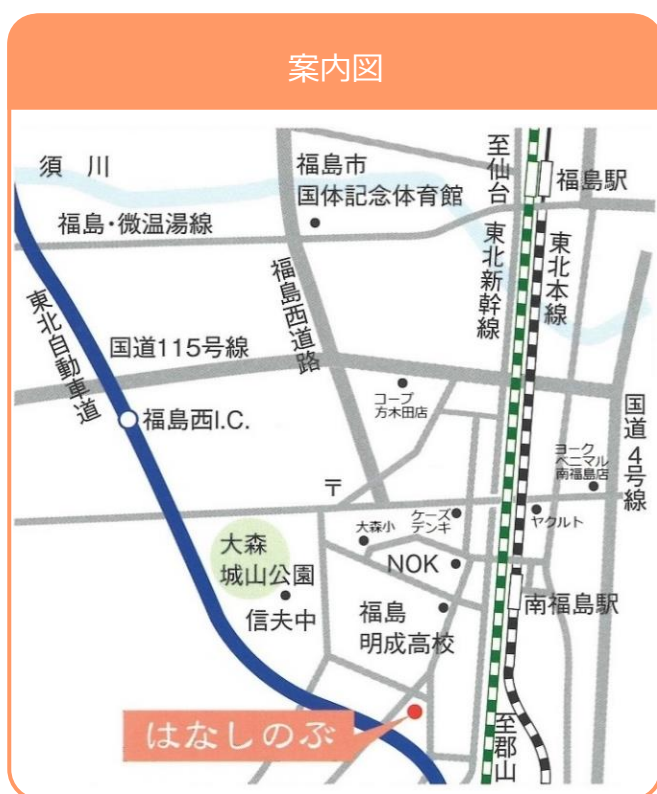 案内図
須川
福島市
国体記念体育館
至仙台
福島駅
福島・微温湯線
東北新幹線
東北本線
福島西道路
東北自動車道
国道115号線
コープ
方木田店
福島西I.C.
国道4号線
ヨーク
ベニマル
南福島店
〒
ケーズ
デンキ
ヤクルト
大森小
大森
城山公園
NOK
信夫中
福島
明成高校
南福島駅
はなしのぶ
至郡山